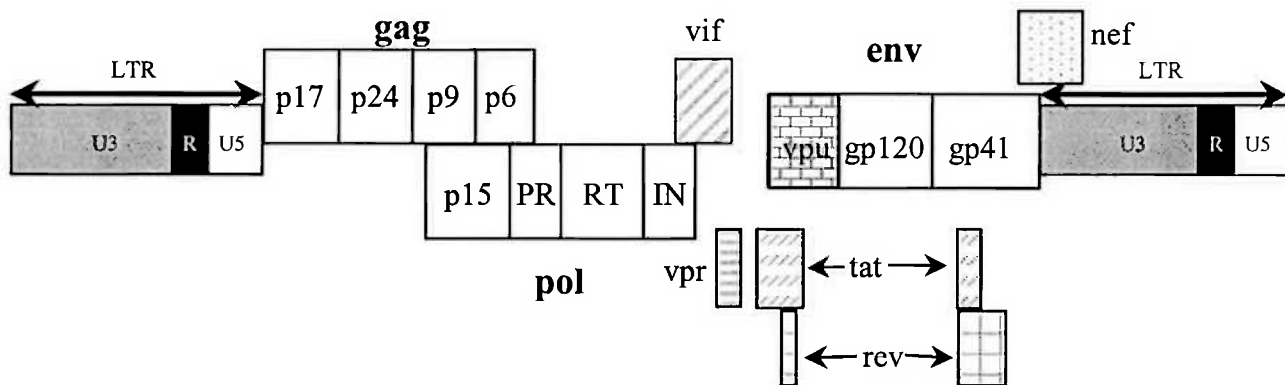 gag
vif
env
nef
LTR
LTR
p17 p24 p9 p6
U3 R U5
vpu gp120 gp41
U3 R U5
p15 PR RT IN
pol
vpr
tat
rev